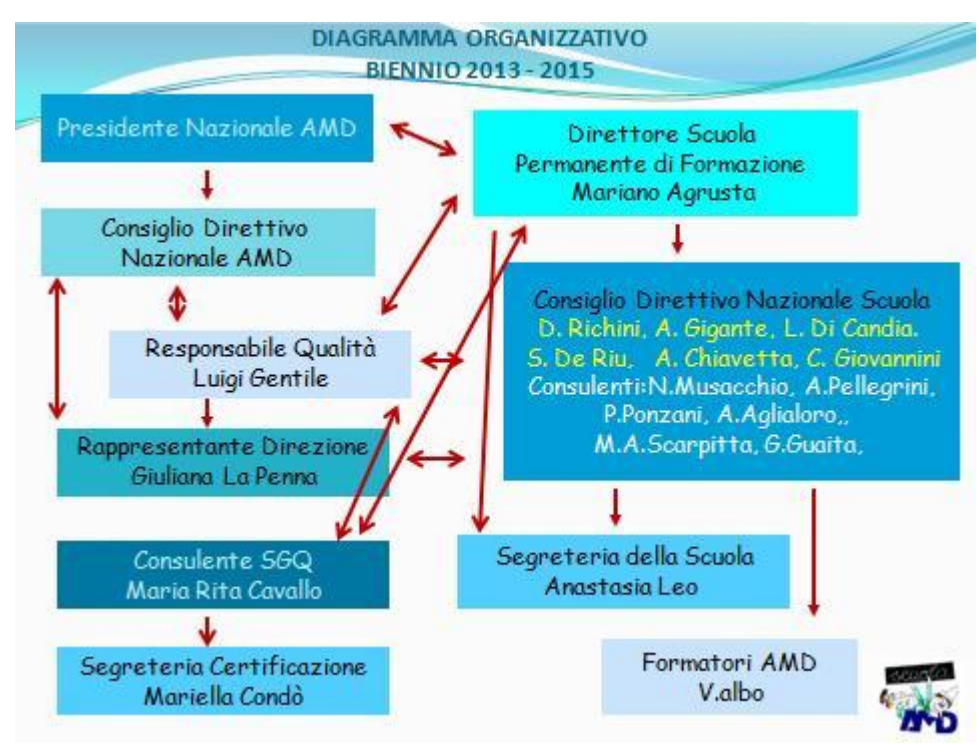 DIAGRAMMA ORGANIZZATIVO
BIENNIO 2013 - 2015
Presidente Nazionale AMD
Direttore Scuola
Permanente di Formazione
Mariano Agrusta
Consiglio Direttivo
Nazionale AMD
Consiglio Direttivo Nazionale Scuola
D. Richini, A. Gigante, L. Di Candia.
S. De Riu, A. Chiavetta, C. Giovannini
Consulenti:N.Musacchio, A.Pellegrini,
P.Ponzani, A.Aglialoro,,
M.A.Scarpitta, G.Guaita,
Responsabile Qualità
Luigi Gentile
Rappresentante Direzione
Giuliana La Penna
Consulente SGQ
Maria Rita Cavallo
Segreteria della Scuola
Anastasia Leo
Segreteria Certificazione
Mariella Condò
Formatori AMD
V.albo
scuola
AMD